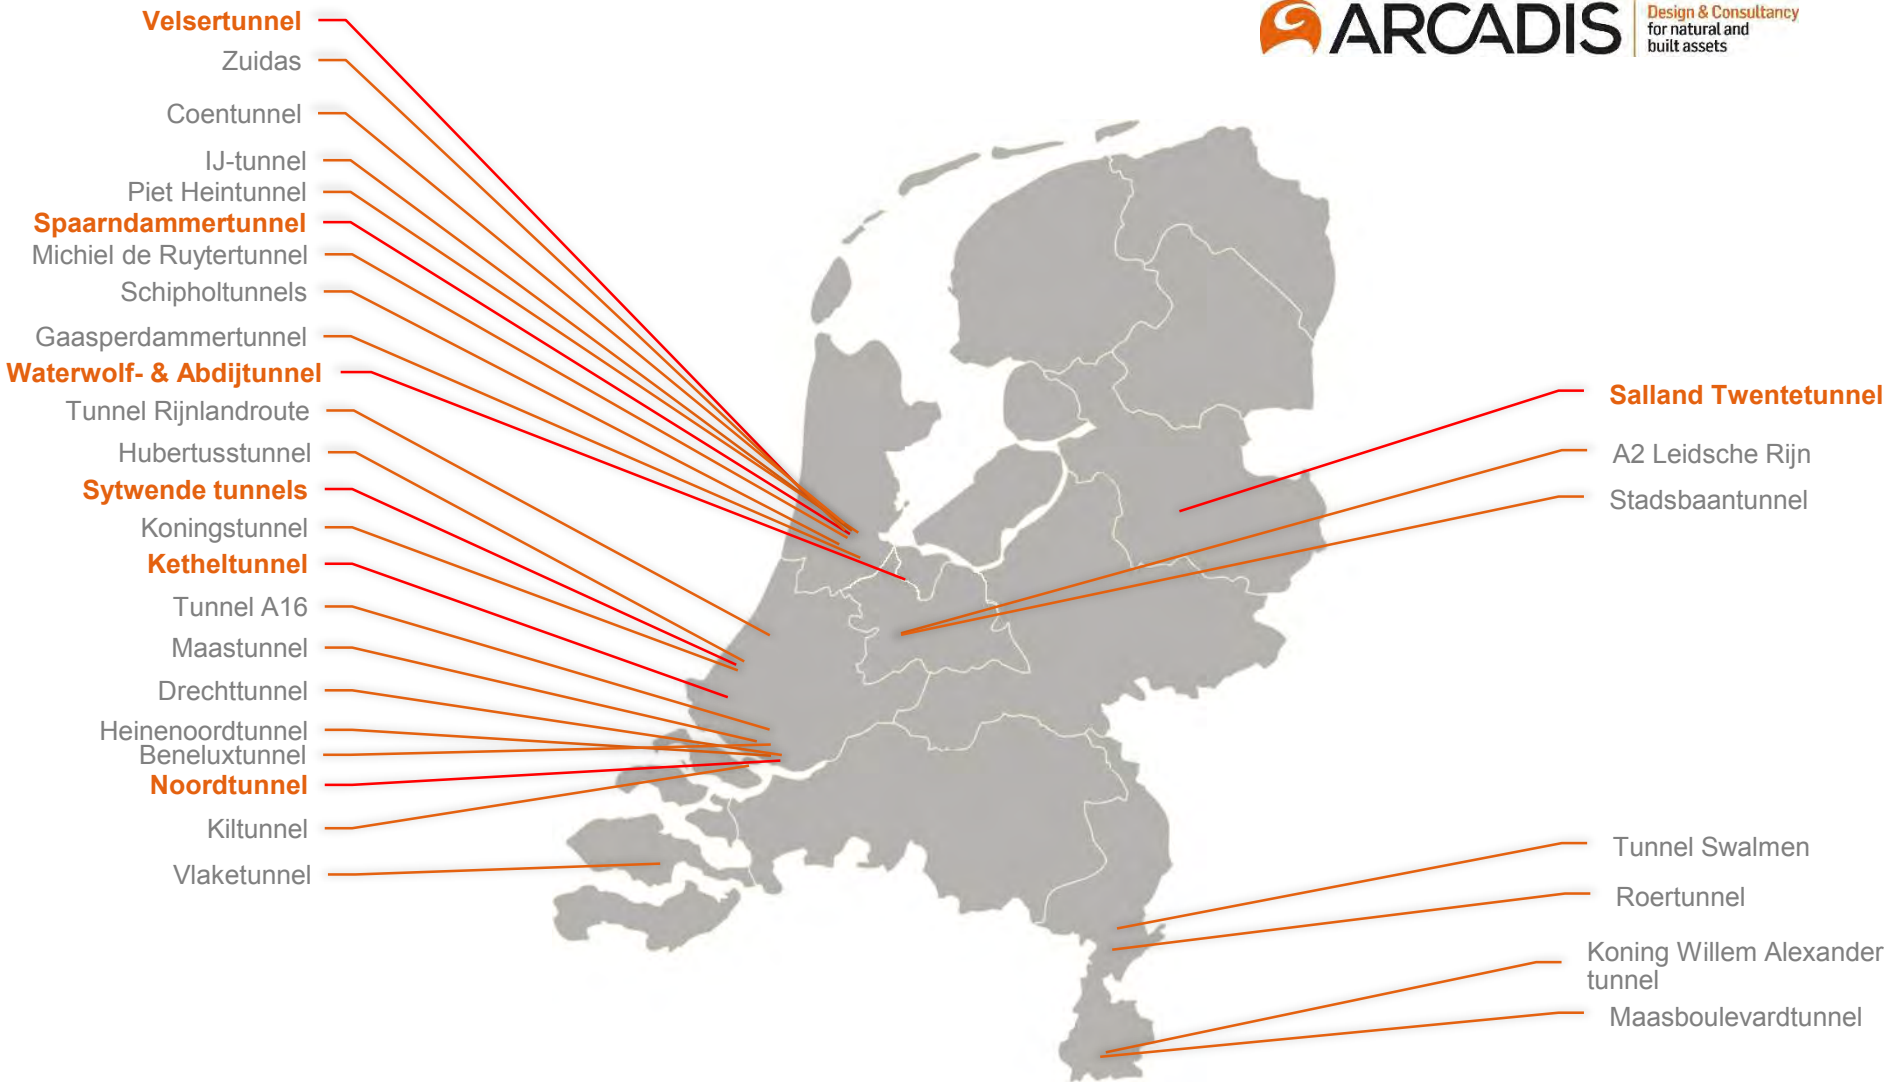 ARCADIS
Design & Consultancy
for natural and
built assets
Velsertunnel
Zuidas
Coentunnel
IJ-tunnel
Piet Heintunnel
Spaarndammertunnel
Michiel de Ruytertunnel
Schipholtunnels
Gaasperdammertunnel
Waterwolf- & Abdijtunnel
Tunnel Rijnlandroute
Hubertusstunnel
Sytwende tunnels
Koningstunnel
Ketheltunnel
Tunnel A16
Maastunnel
Drechttunnel
Heinenoordtunnel
Beneluxtunnel
Noordtunnel
Kiltunnel
Vlaketunnel
Salland Twentetunnel
A2 Leidsche Rijn
Stadsbaantunnel
Tunnel Swalmen
Roertunnel
Koning Willem Alexander
tunnel
Maasboulevardtunnel